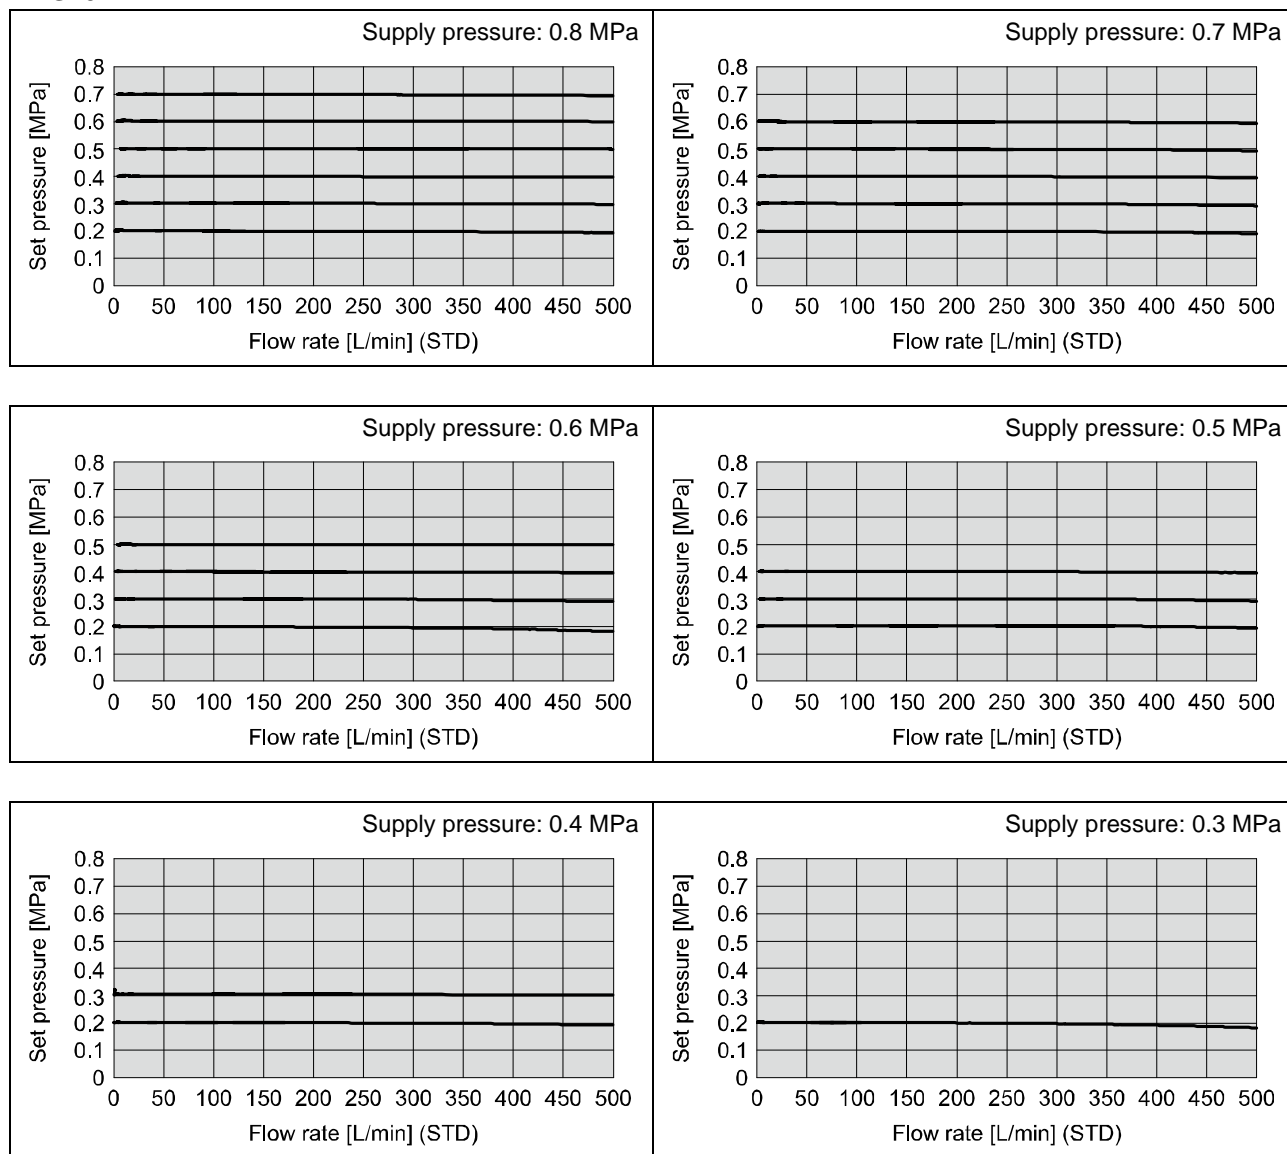 Supply pressure: 0.8 MPa
Set pressure [MPa]
0.8
0.7
0.6
0.5
0.4
0.3
0.2
0.1
0
0 50 100 150 200 250 300 350 400 450 500
Flow rate [L/min] (STD)
Supply pressure: 0.7 MPa
Set pressure [MPa]
0.8
0.7
0.6
0.5
0.4
0.3
0.2
0.1
0
0 50 100 150 200 250 300 350 400 450 500
Flow rate [L/min] (STD)
Supply pressure: 0.6 MPa
Set pressure [MPa]
0.8
0.7
0.6
0.5
0.4
0.3
0.2
0.1
0
0 50 100 150 200 250 300 350 400 450 500
Flow rate [L/min] (STD)
Supply pressure: 0.5 MPa
Set pressure [MPa]
0.8
0.7
0.6
0.5
0.4
0.3
0.2
0.1
0
0 50 100 150 200 250 300 350 400 450 500
Flow rate [L/min] (STD)
Supply pressure: 0.4 MPa
Set pressure [MPa]
0.8
0.7
0.6
0.5
0.4
0.3
0.2
0.1
0
0 50 100 150 200 250 300 350 400 450 500
Flow rate [L/min] (STD)
Supply pressure: 0.3 MPa
Set pressure [MPa]
0.8
0.7
0.6
0.5
0.4
0.3
0.2
0.1
0
0 50 100 150 200 250 300 350 400 450 500
Flow rate [L/min] (STD)